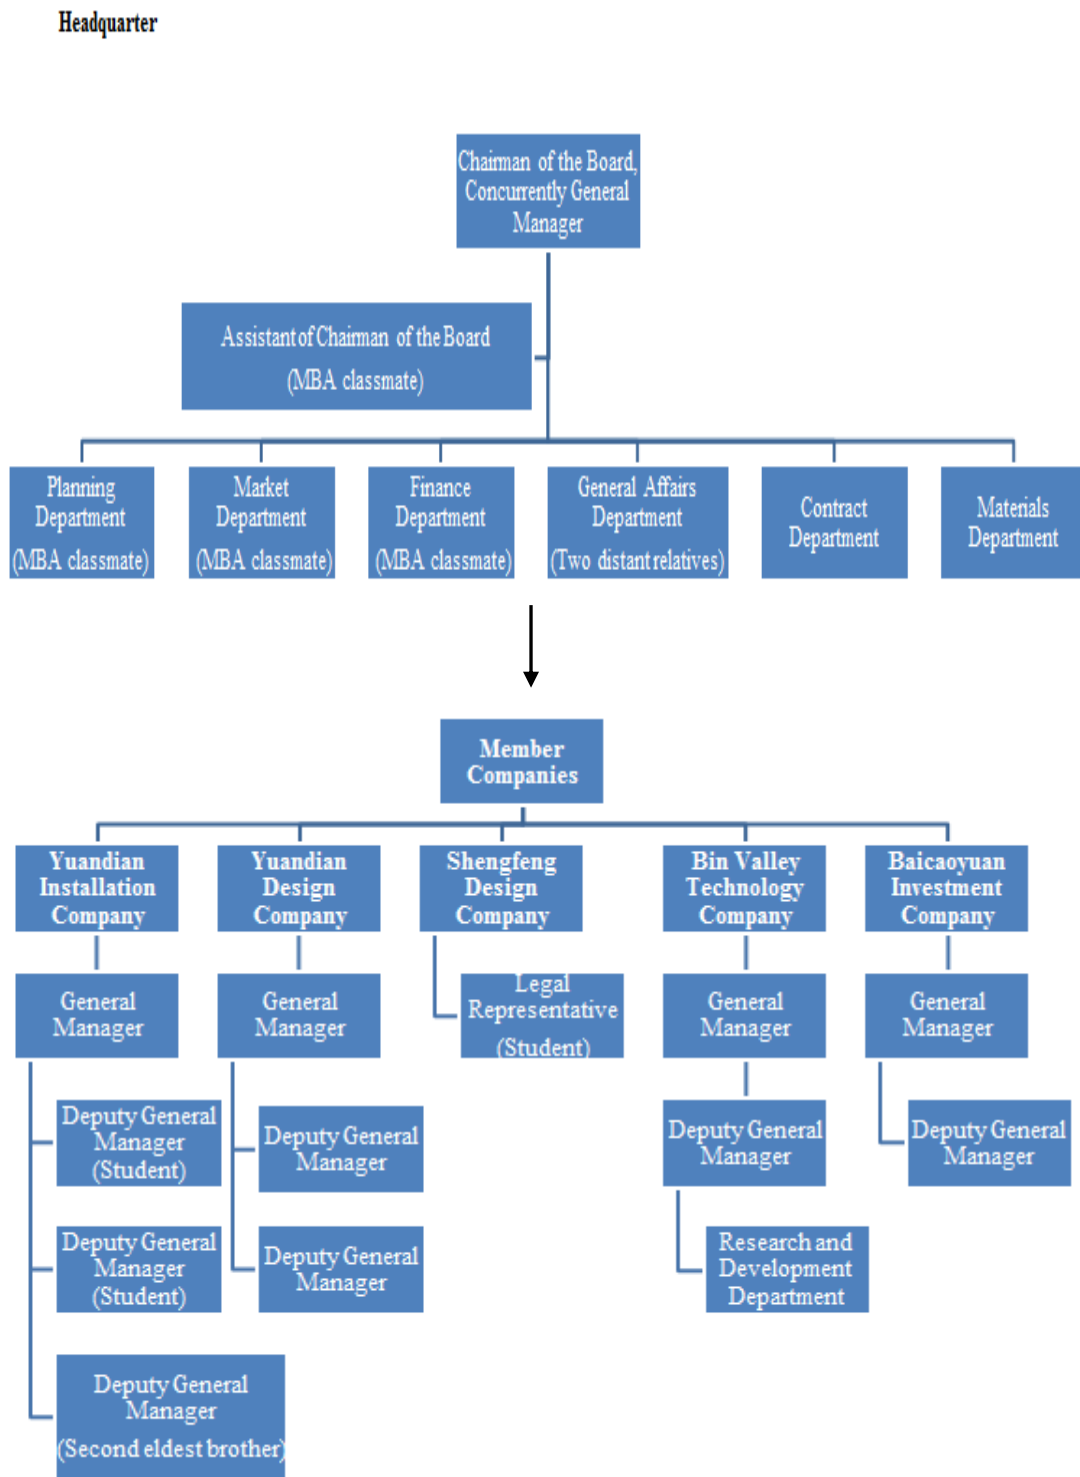 Headquarter
Chairman of the Board,
Concurrently General
Manager
Assistant of Chairman of the Board
(MBA classmate)
Planning
Department
(MBA classmate)
Market
Department
(MBA classmate)
Finance
Department
(MBA classmate)
General Affairs
Department
(Two distant relatives)
Contract
Department
Materials
Department
Member
Companies
Yuandian
Installation
Company
Yuandian
Design
Company
Shengfeng
Design
Company
Bin Valley
Technology
Company
Baicaoyuan
Investment
Company
General
Manager
General
Manager
Legal
Representative
(Student)
General
Manager
General
Manager
Deputy General
Manager
(Student)
Deputy General
Manager
Deputy General
Manager
Deputy General
Manager
Deputy General
Manager
(Student)
Deputy General
Manager
Research and
Development
Department
Deputy General
Manager
(Second eldest brother)